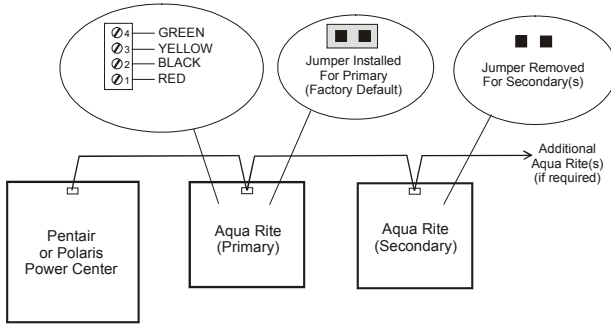 4 GREEN
3 YELLOW
2 BLACK
1 RED
Jumper Installed
For Primary
(Factory Default)
Jumper Removed
For Secondary(s)
Additional
Aqua Rite(s)
(if required)
Pentair
or Polaris
Power Center
Aqua Rite
(Primary)
Aqua Rite
(Secondary)